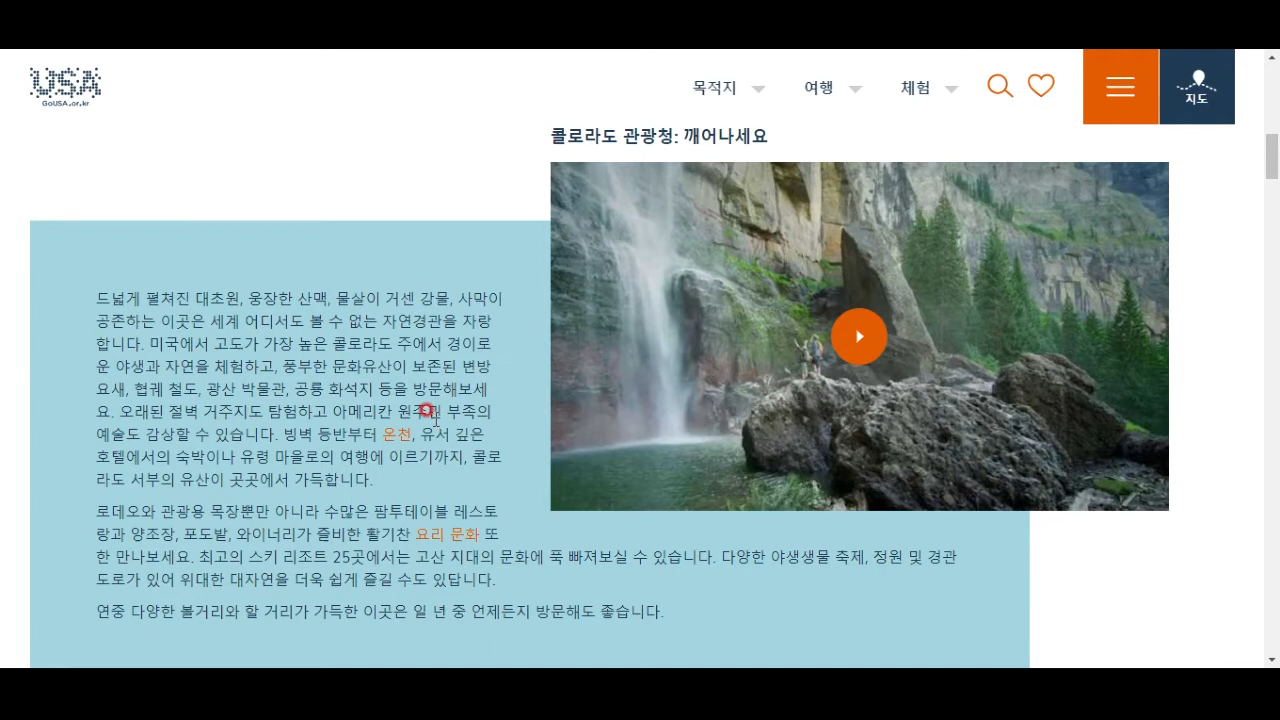 USA
GoUSA.or.kr
목적지
여행
체험
지도
콜로라도 관광청: 깨어나세요
드넓게 펼쳐진 대초원, 웅장한 산맥, 물살이 거센 강물, 사막이
공존하는 이곳은 세계 어디서도 볼 수 없는 자연경관을 자랑
합니다. 미국에서 고도가 가장 높은 콜로라도 주에서 경이로
운 야생과 자연을 체험하고, 풍부한 문화유산이 보존된 변방
요새, 협궤 철도, 광산 박물관, 공룡 화석지 등을 방문해보세
요. 오래된 절벽 거주지도 탐험하고 아메리칸 부족의
예술도 감상할 수 있습니다. 빙벽 등반부터 온천, 유서 깊은
호텔에서의 숙박이나 유령 마을로의 여행에 이르기까지, 콜로
라도 서부의 유산이 곳곳에서 가득합니다.
로데오와 관광용 목장뿐만 아니라 수많은 팜투테이블 레스토
랑과 양조장, 포도밭, 와이너리가 즐비한 활기찬 요리 문화 또
한 만나보세요. 최고의 스키 리조트 25곳에서는 고산 지대의 문화에 푹 빠져보실 수 있습니다. 다양한 야생생물 축제, 정원 및 경관
도로가 있어 위대한 대자연을 더욱 쉽게 즐길 수도 있답니다.
연중 다양한 볼거리와 할 거리가 가득한 이곳은 일 년 중 언제든지 방문해도 좋습니다.